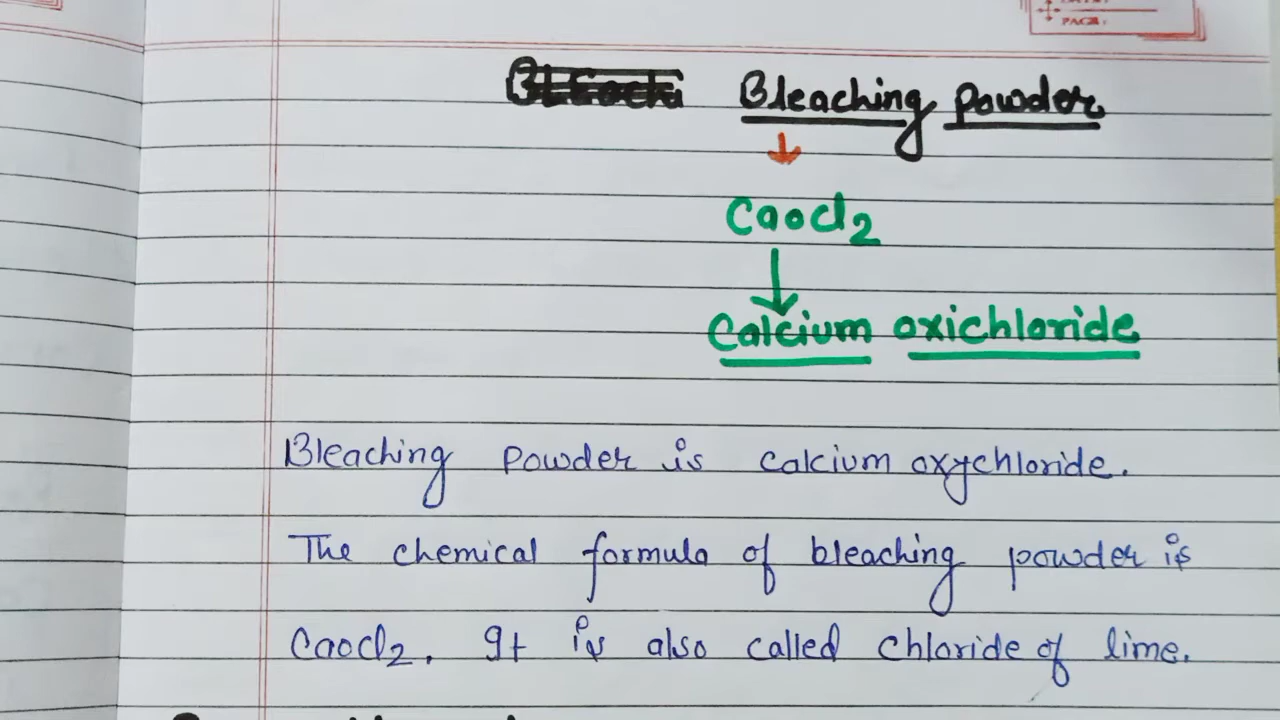 PAGE:
Bleaching Powder
Caocl2
Calcium oxichloride
Bleaching Powder is calcium oxychloride.
The chemical formula of bleaching powder is
Caocl2. It is also called chloride of lime.